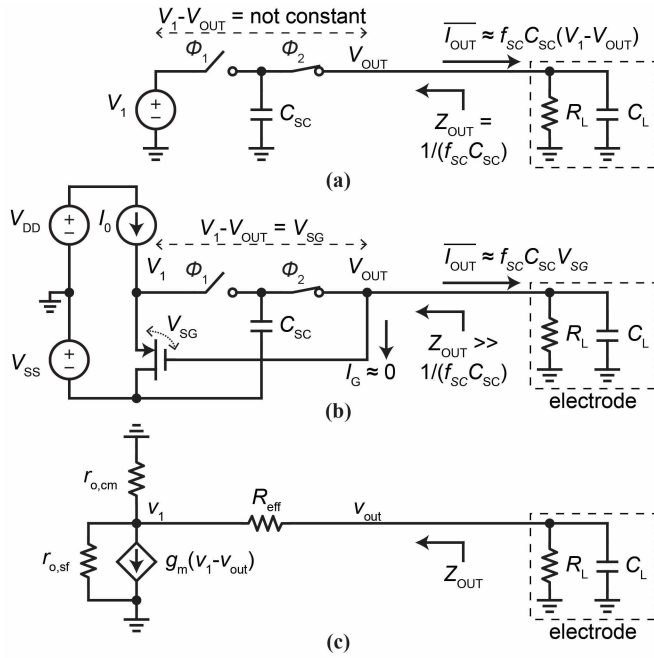 V1-VOUT = not constant
Φ1
Φ2
VOUT
IOUT ≈ fSCCSC(V1-VOUT)
V1
+
−
CSC
ZOUT =
1/(fSCCSC)
RL
CL
(a)
VDD
+
−
I0
V1-VOUT = VSG
V1
Φ1
Φ2
VOUT
IOUT ≈ fSCCSCVSG
VSG
CSC
VSS
+
−
IG ≈ 0
ZOUT >>
1/(fSCCSC)
RL
CL
electrode
(b)
ro,cm
v1
Reff
vout
ro,sf
gm(v1-vout)
ZOUT
RL
CL
electrode
(c)